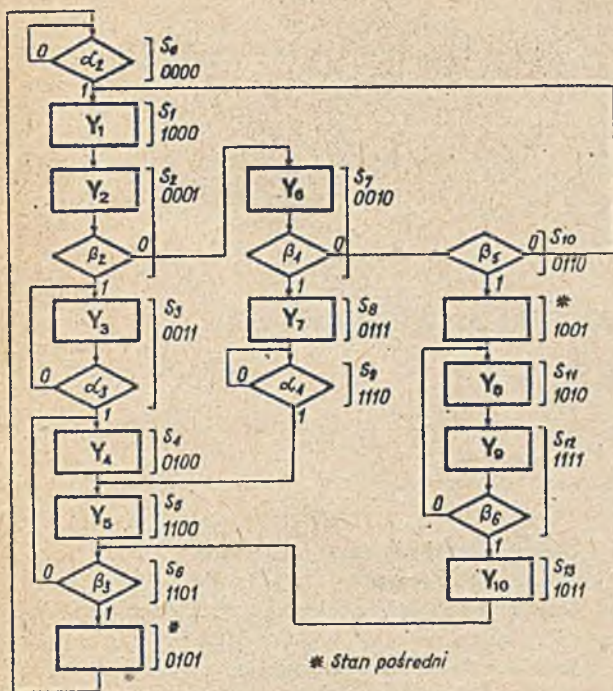 0
α₂
1
S₀
0000
Y₁
S₁
1000
Y₂
S₂
0001
β₂
0
1
Y₃
S₃
0011
0
α₃
1
Y₄
S₄
0100
Y₅
S₅
1100
0
β₃
1
S₆
1101
*
0101
Y₆
S₇
0010
β₁
0
1
Y₇
S₈
0111
0
α₁
1
S₉
1110
β₅
0
1
S₁₀
0110
*
1001
Y₈
S₁₁
1010
Y₉
S₁₂
1111
0
β₆
1
Y₁₀
S₁₃
1011
* Stan pośredni